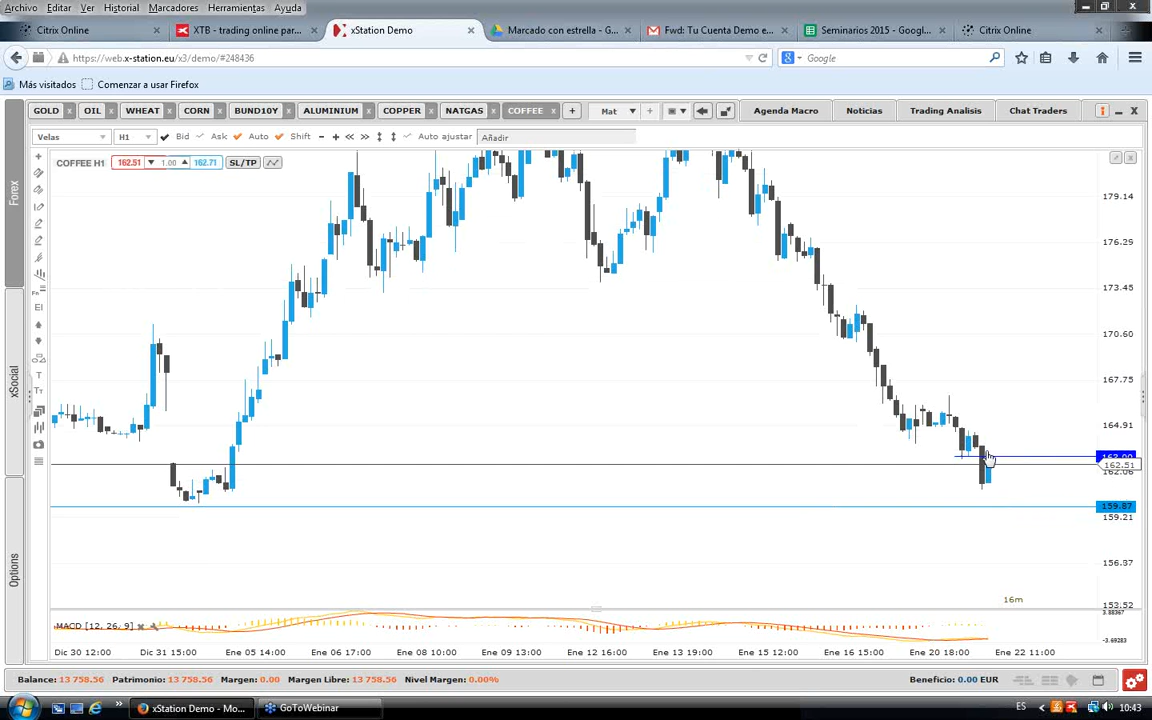 Archivo Editar Ver Historial Marcadores Herramientas Ayuda
Citrix Online XTB - trading online par... xStation Demo Marcado con estrella - G... Fwd: Tu Cuenta Demo e... Seminarios 2015 - Googl... Citrix Online
https://web.x-station.eu/x3/demo/#248436 Google
Más visitados Comenzar a usar Firefox
GOLD OIL WHEAT CORN BUND10Y ALUMINIUM COPPER NATGAS COFFEE + Mat Agenda Macro Noticias Trading Analisis Chat Traders
Velas H1 Bid Ask Auto Shift Auto ajustar Añadir
COFFEE H1 162.51 1.00 162.71 SL/TP
Forex
xSocial
Options
179.14
176.29
173.45
170.60
167.75
164.91
162.51
162.06
159.87
159.21
156.37
152.52
16m
MACD [12, 26, 9]
3.88367
-3.69283
Dic 30 12:00 Dic 31 15:00 Ene 05 14:00 Ene 06 17:00 Ene 08 10:00 Ene 12 16:00 Ene 13 19:00 Ene 15 12:00 Ene 16 15:00 Ene 20 18:00 Ene 22 11:00
Balance: 13 758.56 Patrimonio: 13 758.56 Margen: 0.00 Margen Libre: 13 758.56 Nivel Margen: 0.00% Beneficio: 0.00 EUR
xStation Demo - Mo... GoToWebinar ES 10:43